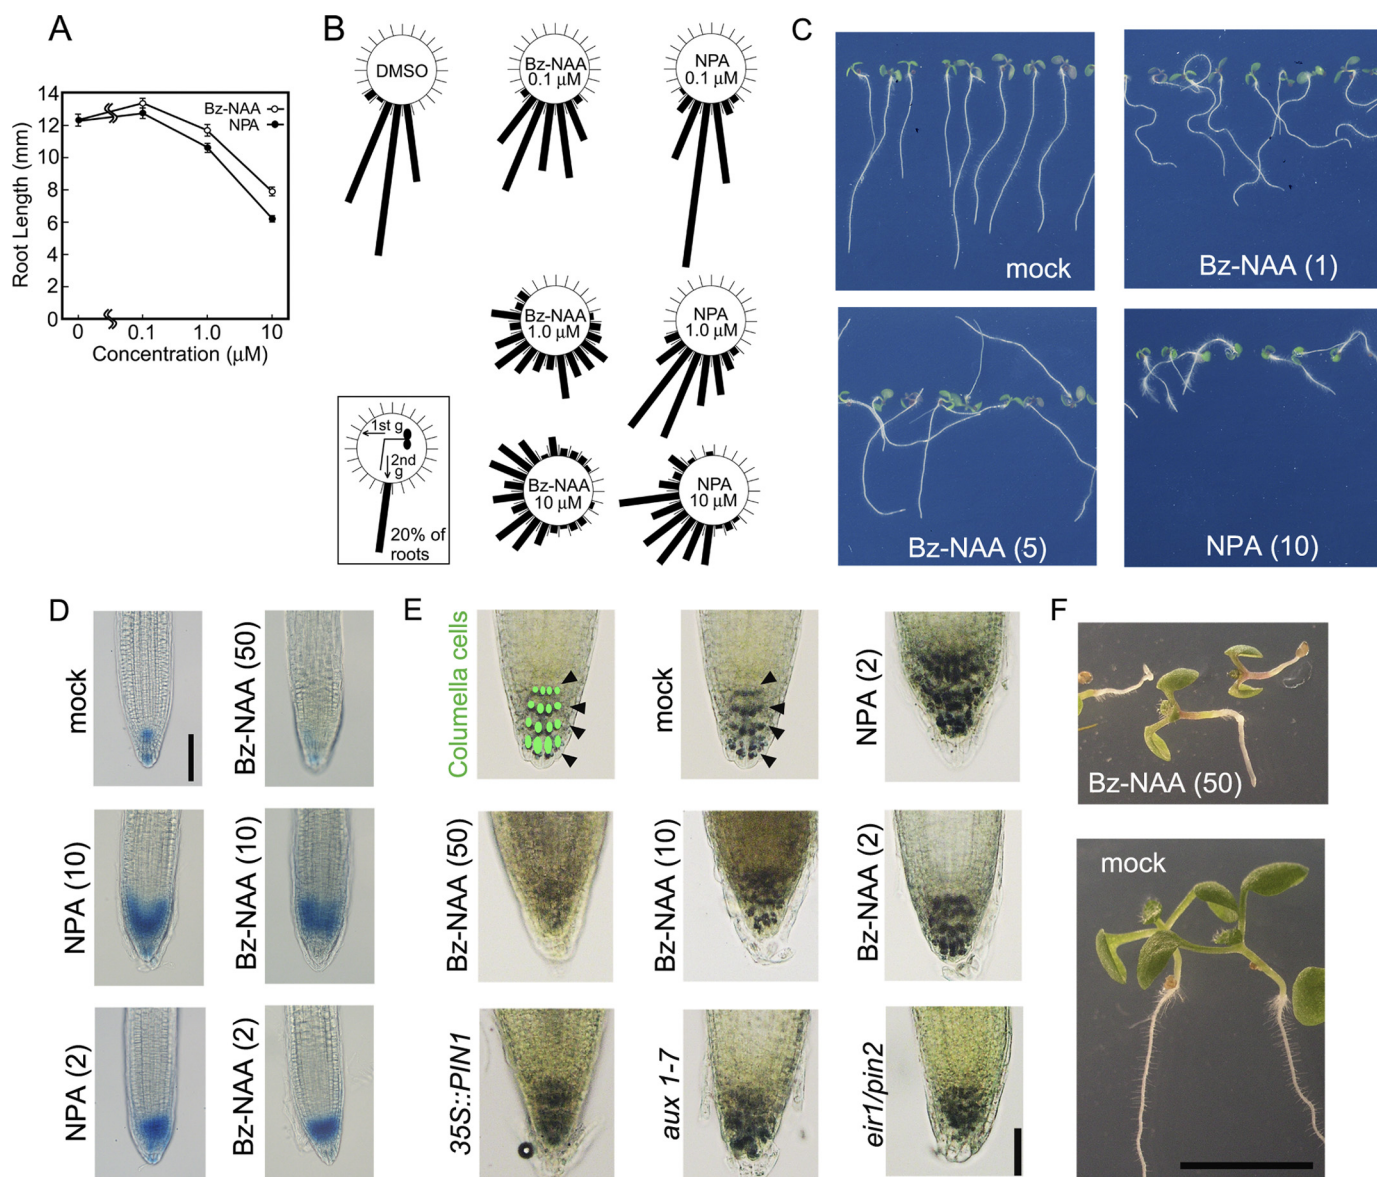 A
14
12
10
8
6
4
2
0
Root Length (mm)
Bz-NAA
NPA
0 0.1 1.0 10
Concentration (μM)
B
DMSO
Bz-NAA
0.1 μM
NPA
0.1 μM
Bz-NAA
1.0 μM
NPA
1.0 μM
1st g
2nd
g
20% of
roots
Bz-NAA
10 μM
NPA
10 μM
C
mock
Bz-NAA (1)
Bz-NAA (5)
NPA (10)
D
mock
Bz-NAA (50)
NPA (10)
Bz-NAA (10)
NPA (2)
Bz-NAA (2)
E
Columella cells
mock
NPA (2)
Bz-NAA (50)
Bz-NAA (10)
Bz-NAA (2)
35S::PIN1
aux 1-7
eir1/pin2
F
Bz-NAA (50)
mock